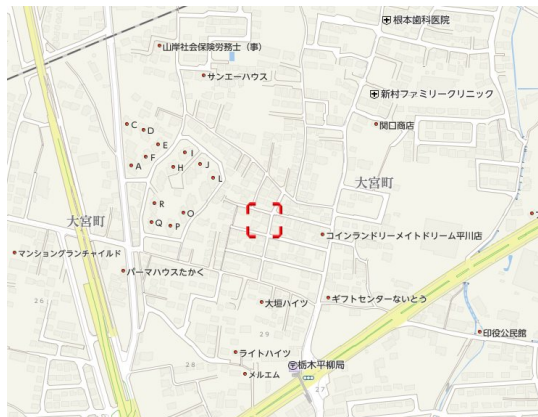 根本歯科医院
山岸社会保険労務士（事）
サンエーハウス
新村ファミリークリニック
関口商店
C
D
E
F
I
A
H
J
L
大宮町
R
O
Q
P
大宮町
コインランドリーメイトドリーム平川店
マンショングランチャイルド
パーマハウスたかく
26
大垣ハイツ
ギフトセンターないとう
29
印役公民館
ライトハイツ
28
栃木平柳局
メルエム
27